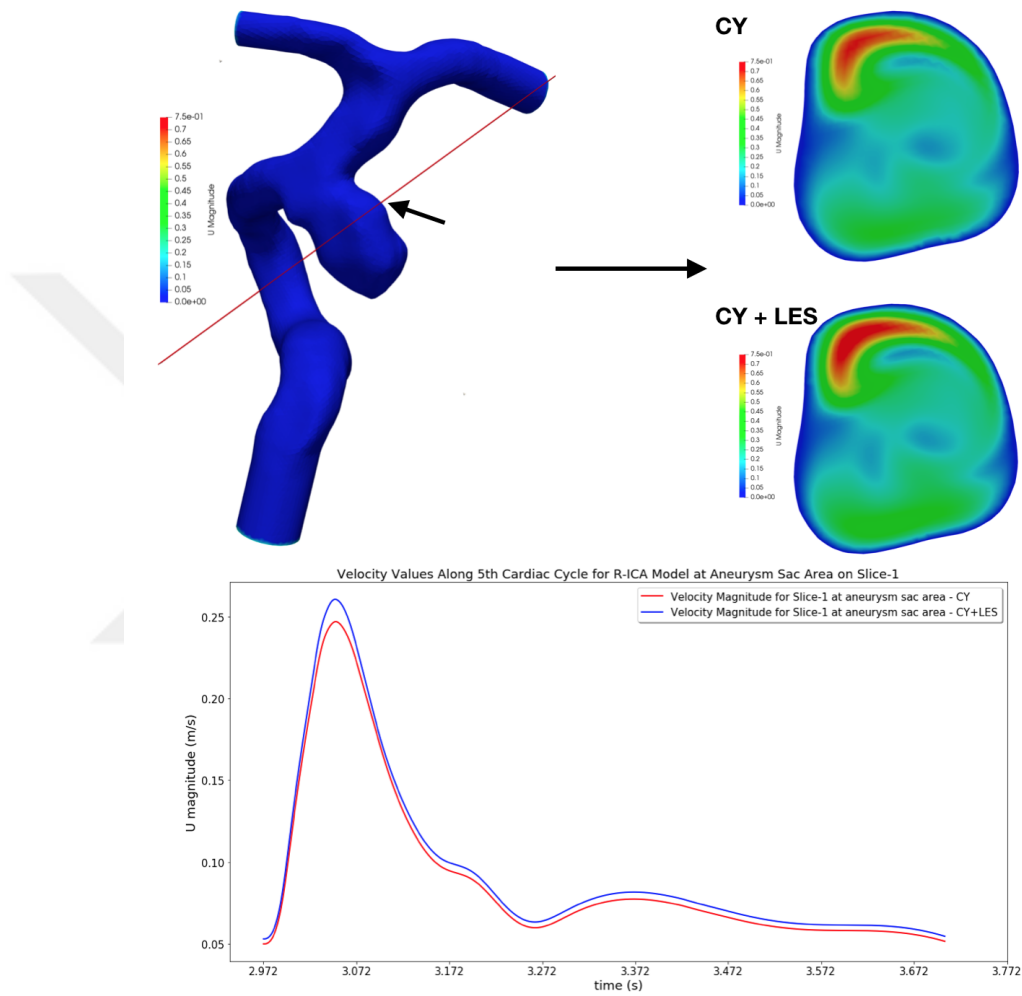 CY
7.5e-01
0.7
0.65
0.6
0.55
0.5
0.45
0.4
0.35
0.3
0.25
0.2
0.15
0.1
0.05
0.0e+00
U Magnitude
7.5e-01
0.7
0.65
0.6
0.55
0.5
0.45
0.4
0.35
0.3
0.25
0.2
0.15
0.1
0.05
0.0e+00
U Magnitude
CY + LES
7.5e-01
0.7
0.65
0.6
0.55
0.5
0.45
0.4
0.35
0.3
0.25
0.2
0.15
0.1
0.05
0.0e+00
U Magnitude
Velocity Values Along 5th Cardiac Cycle for R-ICA Model at Aneurysm Sac Area on Slice-1
Velocity Magnitude for Slice-1 at aneurysm sac area - CY
Velocity Magnitude for Slice-1 at aneurysm sac area - CY+LES
U magnitude (m/s)
0.25
0.20
0.15
0.10
0.05
2.972 3.072 3.172 3.272 3.372 3.472 3.572 3.672 3.772
time (s)